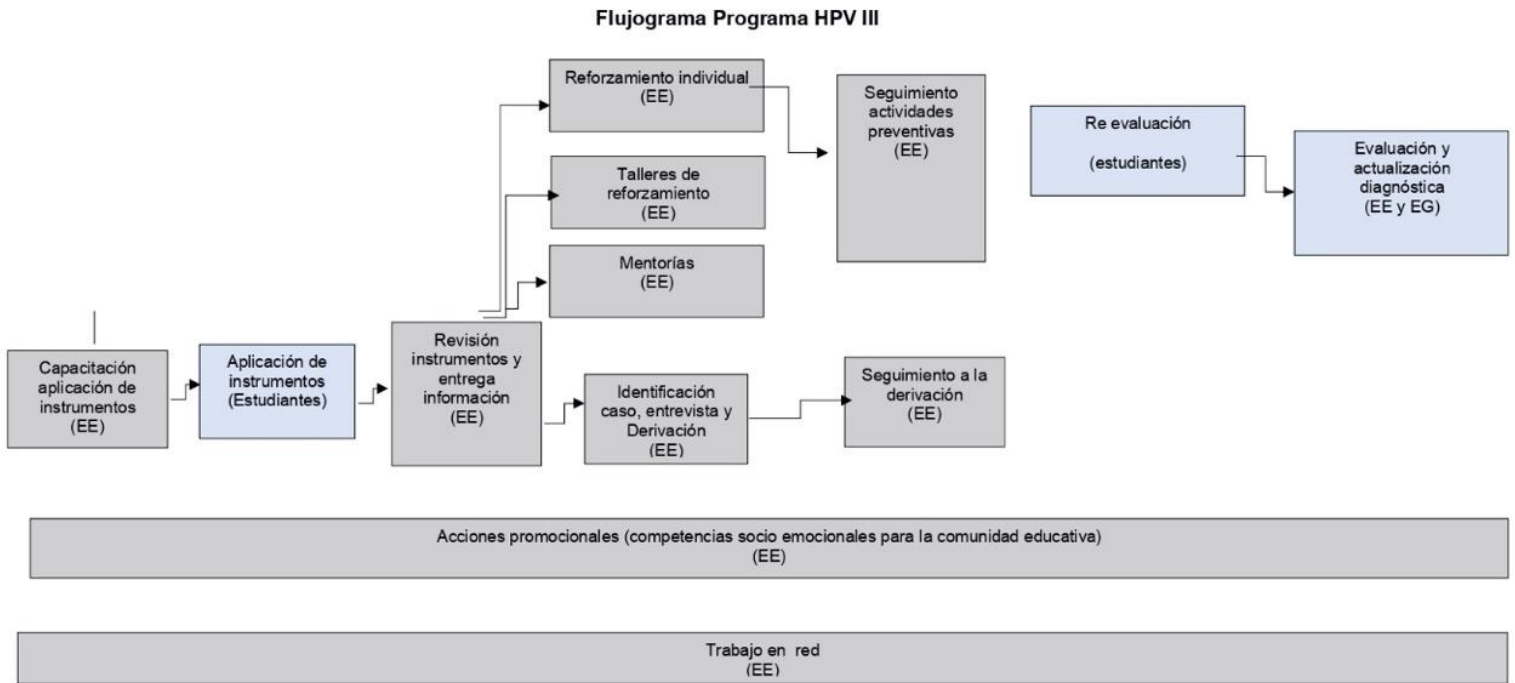 Flujograma Programa HPV III
Reforzamiento individual
(EE)
Seguimiento
actividades
preventivas
(EE)
Re evaluación
(estudiantes)
Evaluación y
actualización
diagnóstica
(EE y EG)
Talleres de
reforzamiento
(EE)
Mentorías
(EE)
Capacitación
aplicación de
instrumentos
(EE)
Aplicación de
instrumentos
(Estudiantes)
Revisión
instrumentos y
entrega
información
(EE)
Identificación
caso, entrevista y
Derivación
(EE)
Seguimiento a la
derivación
(EE)
Acciones promocionales (competencias socio emocionales para la comunidad educativa)
(EE)
Trabajo en red
(EE)